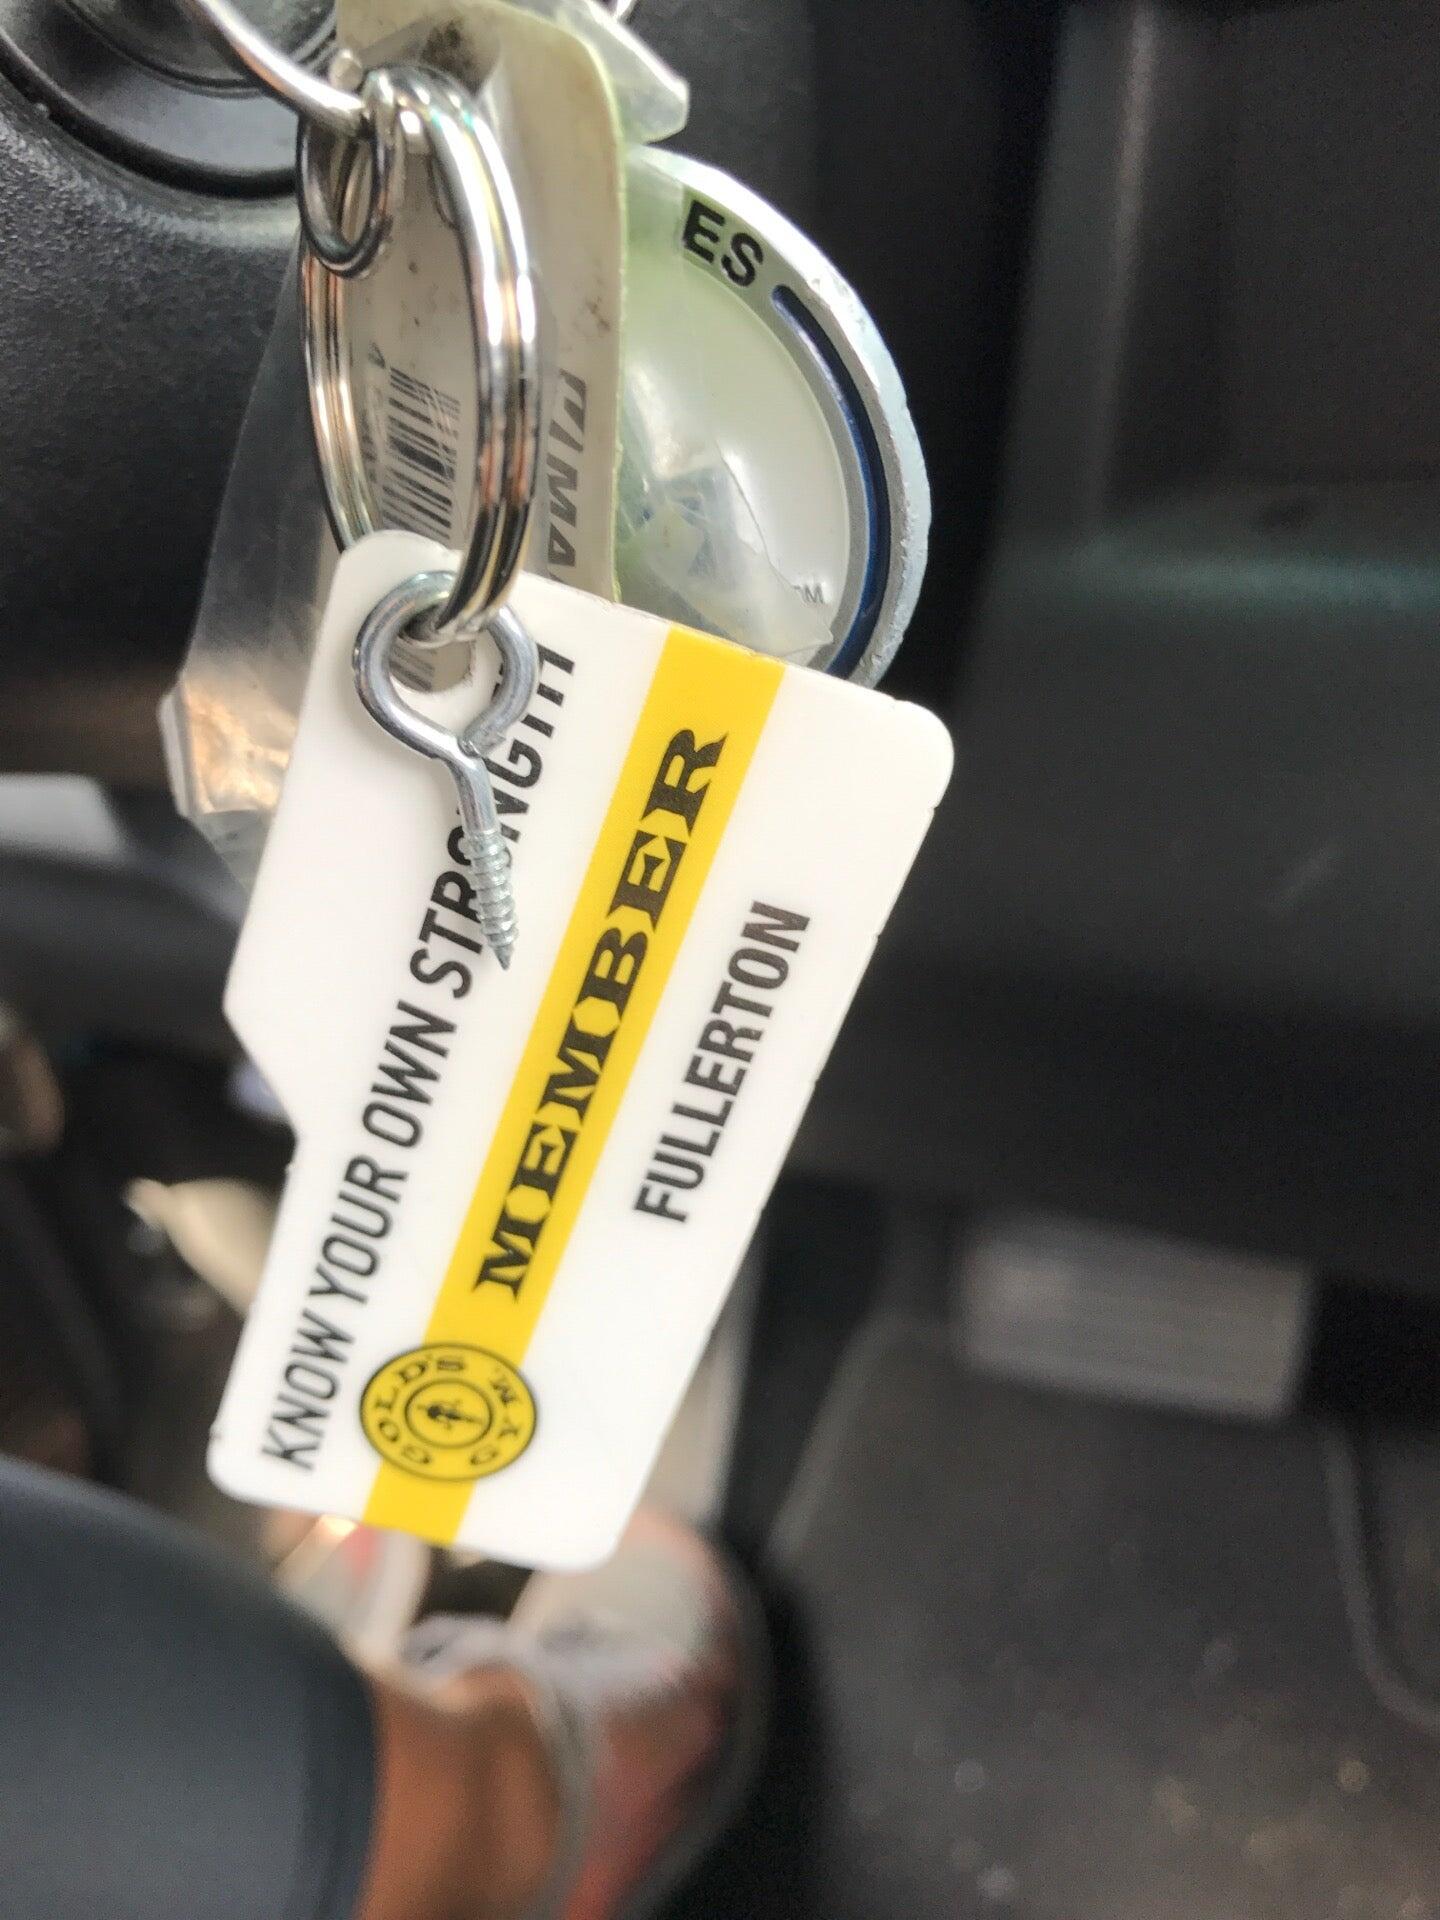 ES
KNOW YOUR OWN STRENGTH
MEMBER
FULLERTON
GOLD'S GYM